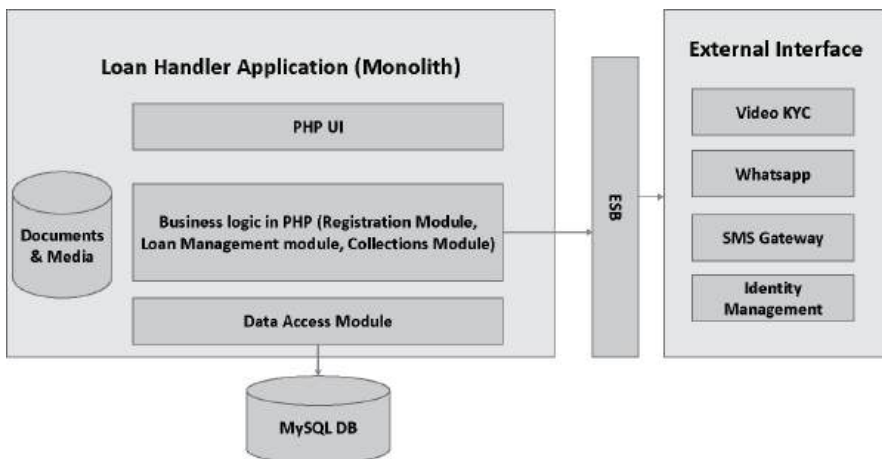 Loan Handler Application (Monolith)
PHP UI
Documents
& Media
Business logic in PHP (Registration Module,
Loan Management module, Collections Module)
Data Access Module
MySQL DB
ESB
External Interface
Video KYC
Whatsapp
SMS Gateway
Identity
Management